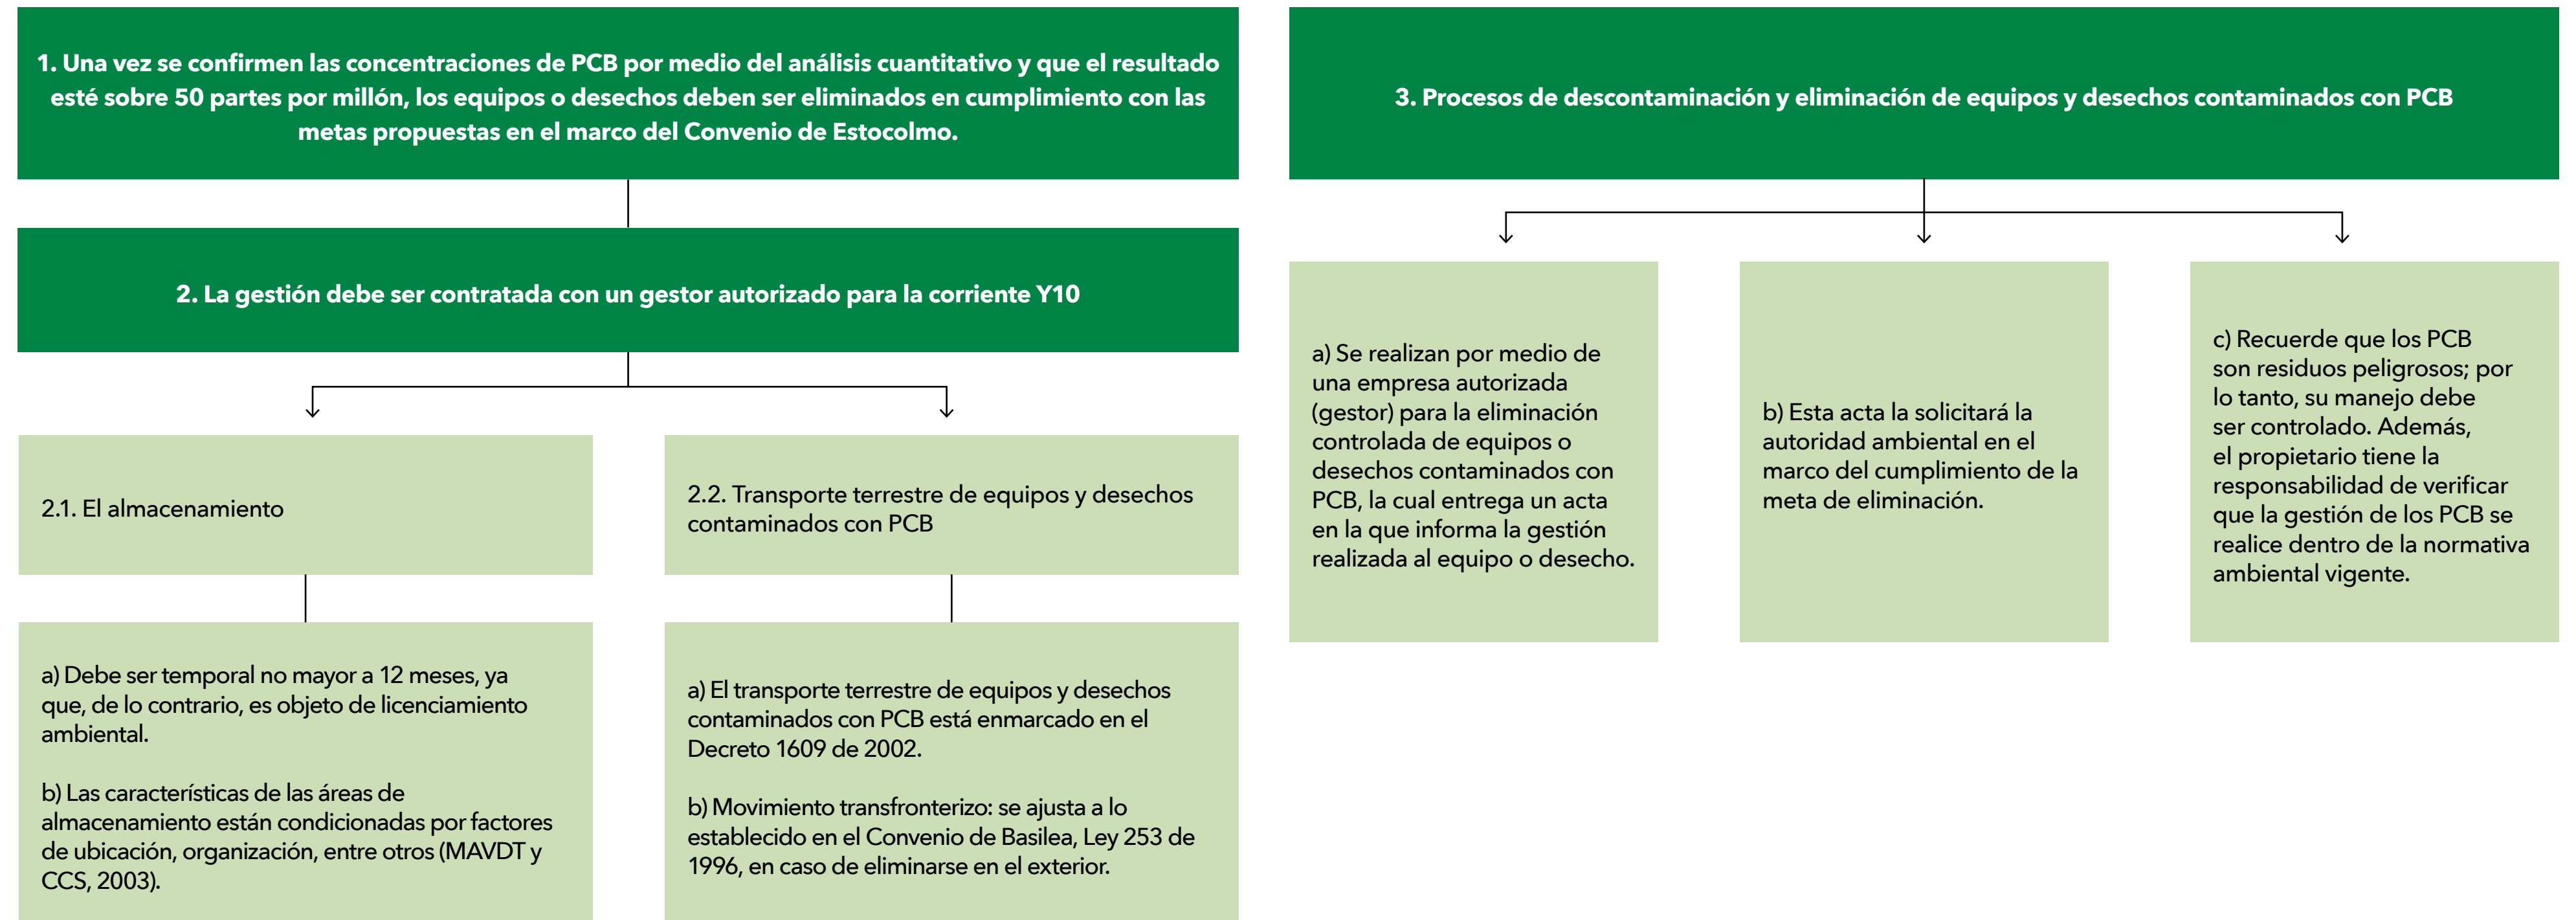 1. Una vez se confirmen las concentraciones de PCB por medio del análisis cuantitativo y que el resultado
esté sobre 50 partes por millón, los equipos o desechos deben ser eliminados en cumplimiento con las
metas propuestas en el marco del Convenio de Estocolmo.
2. La gestión debe ser contratada con un gestor autorizado para la corriente Y10
2.1. El almacenamiento
a) Debe ser temporal no mayor a 12 meses, ya
que, de lo contrario, es objeto de licenciamiento
ambiental.
b) Las características de las áreas de
almacenamiento están condicionadas por factores
de ubicación, organización, entre otros (MAVDT y
CCS, 2003).
2.2. Transporte terrestre de equipos y desechos
contaminados con PCB
a) El transporte terrestre de equipos y desechos
contaminados con PCB está enmarcado en el
Decreto 1609 de 2002.
b) Movimiento transfronterizo: se ajusta a lo
establecido en el Convenio de Basilea, Ley 253 de
1996, en caso de eliminarse en el exterior.
3. Procesos de descontaminación y eliminación de equipos y desechos contaminados con PCB
a) Se realizan por medio de
una empresa autorizada
(gestor) para la eliminación
controlada de equipos o
desechos contaminados con
PCB, la cual entrega un acta
en la que informa la gestión
realizada al equipo o desecho.
b) Esta acta la solicitará la
autoridad ambiental en el
marco del cumplimiento de la
meta de eliminación.
c) Recuerde que los PCB
son residuos peligrosos; por
lo tanto, su manejo debe
ser controlado. Además,
el propietario tiene la
responsabilidad de verificar
que la gestión de los PCB se
realice dentro de la normativa
ambiental vigente.